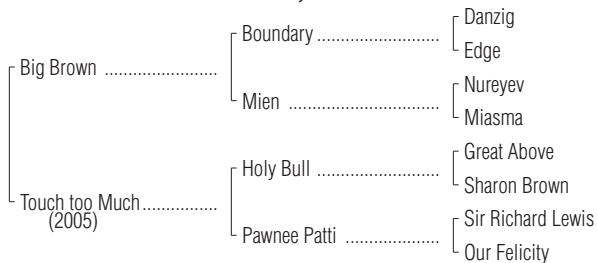 Danzig
Boundary ........................
Edge
Big Brown ......................
Nureyev
Mien .............................
Miasma
Great Above
Holy Bull ........................
Sharon Brown
Touch too Much...............
(2005)
Sir Richard Lewis
Pawnee Patti ..................
Our Felicity